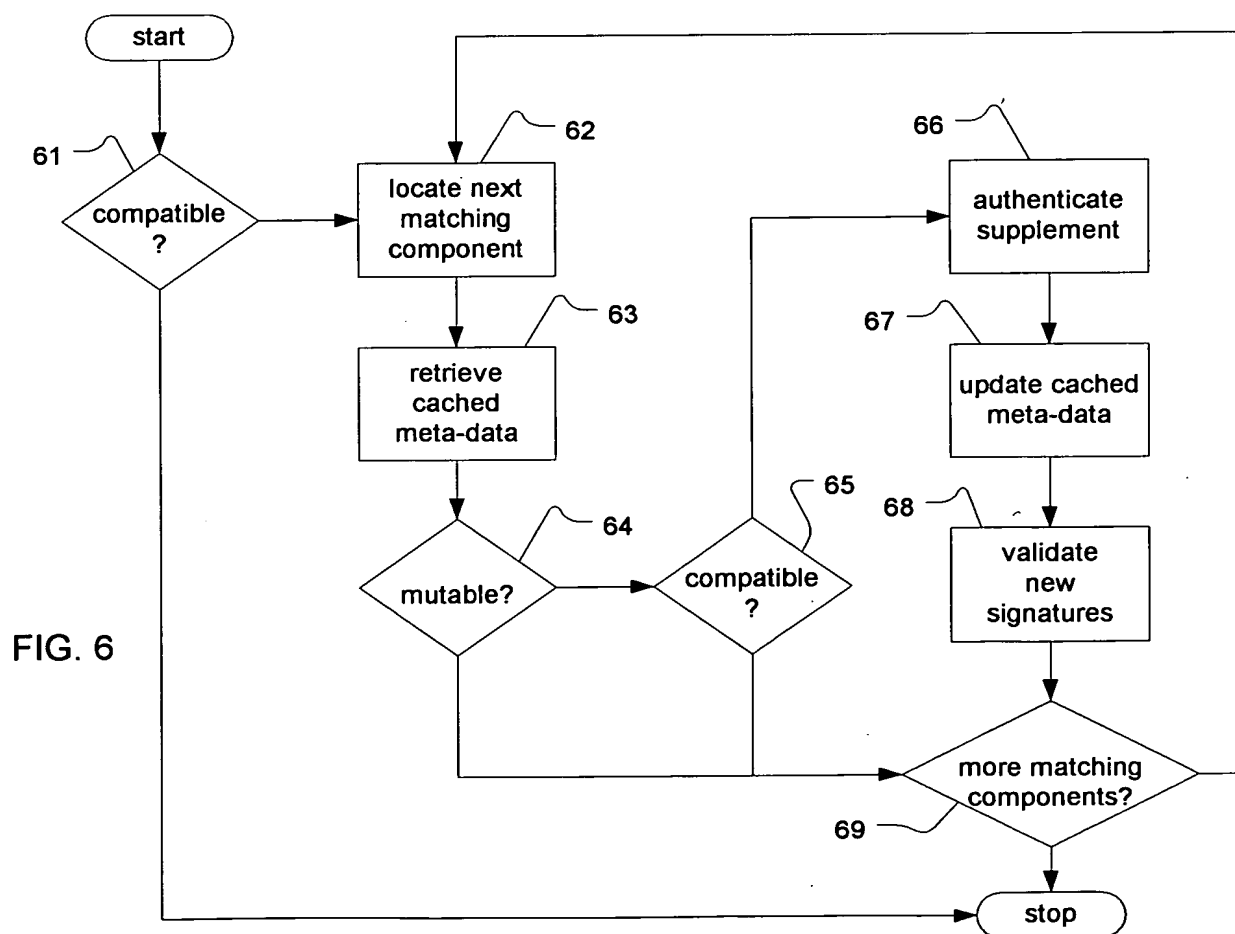 start
61
compatible
?
62
locate next
matching
component
63
retrieve
cached
meta-data
64
mutable?
65
compatible
?
66
authenticate
supplement
67
update cached
meta-data
68
validate
new
signatures
more matching
components?
69
stop
FIG. 6